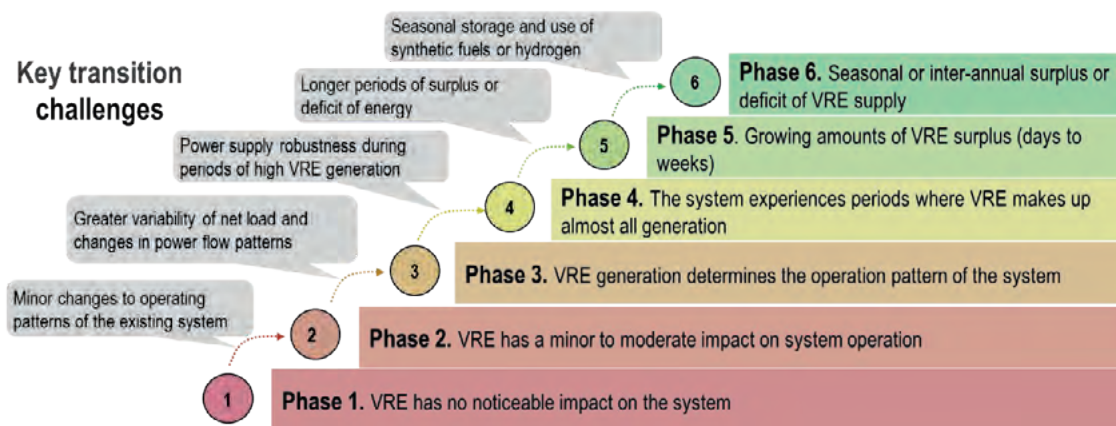 Key transition
challenges
Seasonal storage and use of
synthetic fuels or hydrogen
Longer periods of surplus or
deficit of energy
Power supply robustness during
periods of high VRE generation
Greater variability of net load and
changes in power flow patterns
Minor changes to operating
patterns of the existing system
6
Phase 6. Seasonal or inter-annual surplus or
deficit of VRE supply
5
Phase 5. Growing amounts of VRE surplus (days to
weeks)
4
Phase 4. The system experiences periods where VRE makes up
almost all generation
3
Phase 3. VRE generation determines the operation pattern of the system
2
Phase 2. VRE has a minor to moderate impact on system operation
1
Phase 1. VRE has no noticeable impact on the system